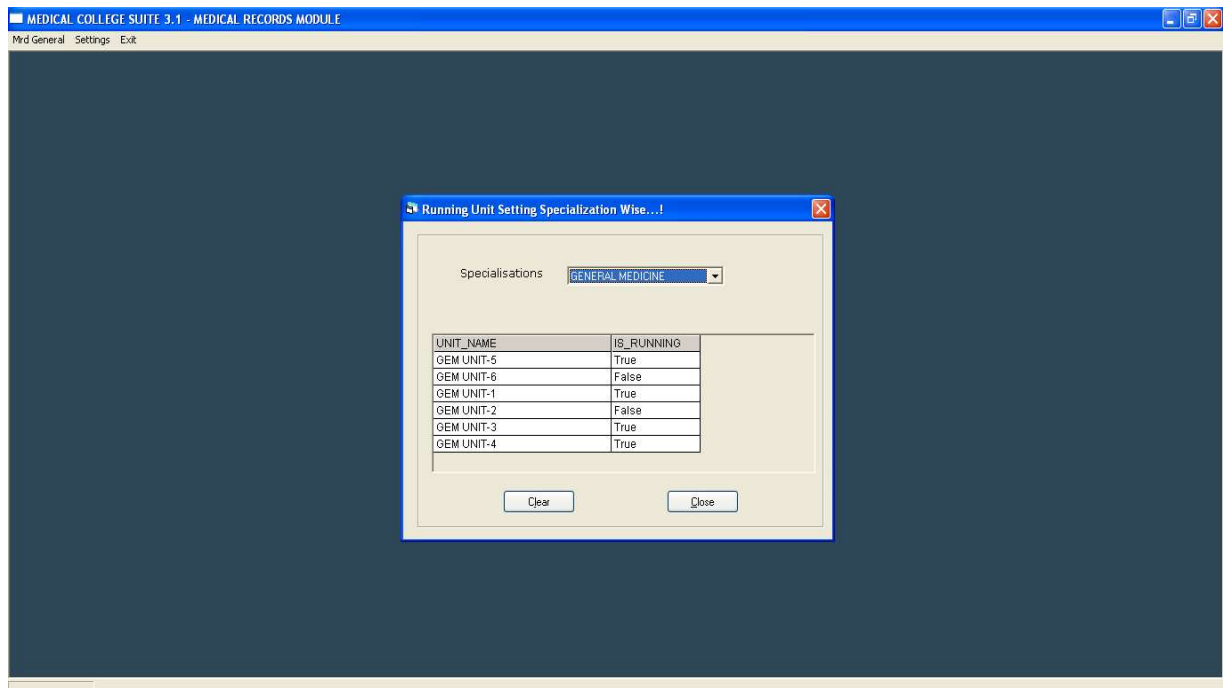 MEDICAL COLLEGE SUITE 3.1 - MEDICAL RECORDS MODULE
Mrd General Settings Exit
Running Unit Setting Specialization Wise...!
Specialisations GENERAL MEDICINE
UNIT_NAME IS_RUNNING
GEM UNIT-5 True
GEM UNIT-6 False
GEM UNIT-1 True
GEM UNIT-2 False
GEM UNIT-3 True
GEM UNIT-4 True
Clear Close